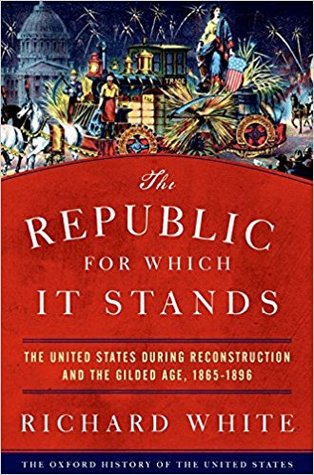 TRADE
The
REPUBLIC
FOR WHICH
IT STANDS
THE UNITED STATES DURING RECONSTRUCTION
AND THE GILDED AGE, 1865-1896
RICHARD WHITE
THE OXFORD HISTORY OF THE UNITED STATES